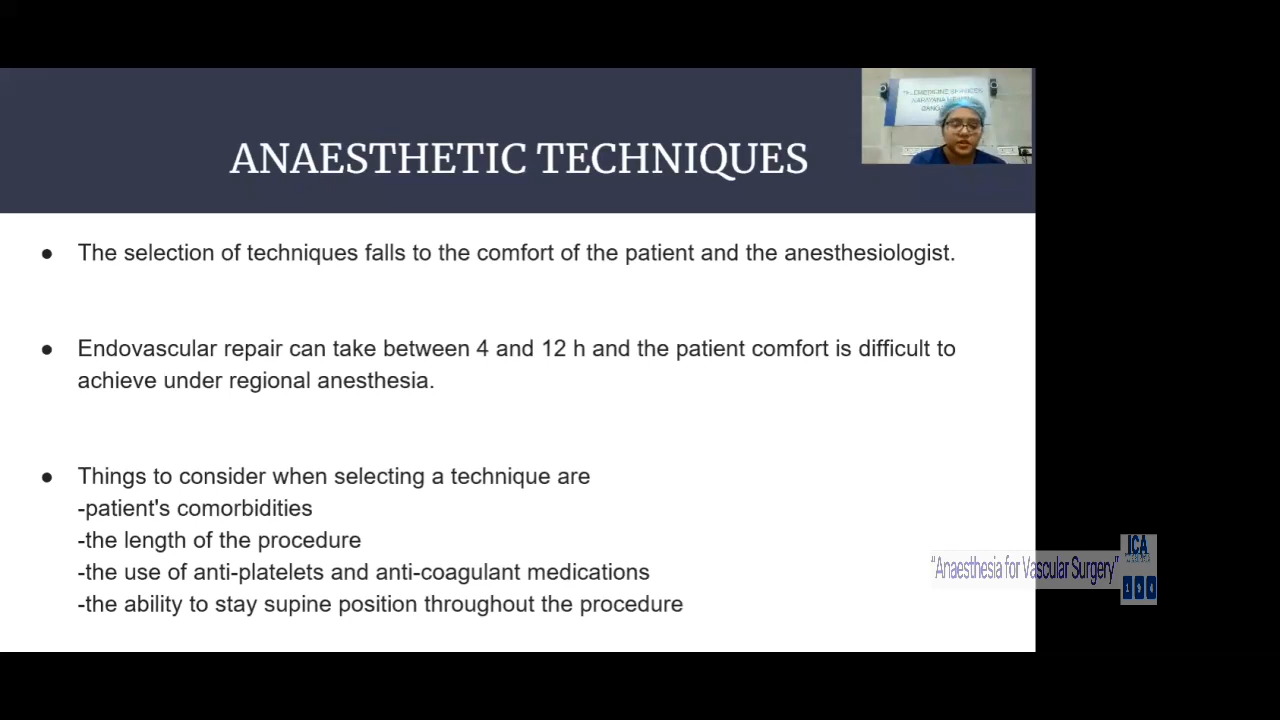 ANAESTHETIC TECHNIQUES
● The selection of techniques falls to the comfort of the patient and the anesthesiologist.
● Endovascular repair can take between 4 and 12 h and the patient comfort is difficult to
achieve under regional anesthesia.
● Things to consider when selecting a technique are
-patient's comorbidities
-the length of the procedure
-the use of anti-platelets and anti-coagulant medications
-the ability to stay supine position throughout the procedure
"Anaesthesia for Vascular Surgery"
ICA